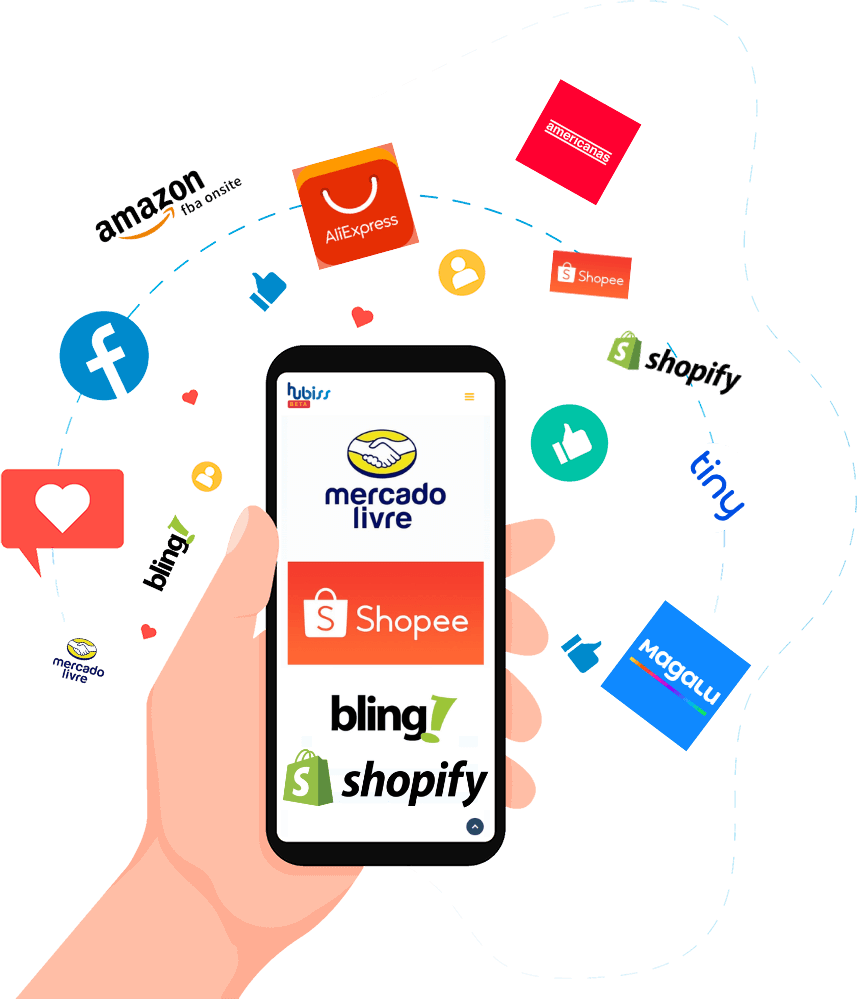 americanas
amazon
fba onsite
AliExpress
S Shopee
f
S shopify
hubiss
BETA
mercado
livre
tiny
bling!
S Shopee
mercado
livre
magalu
bling!
S shopify